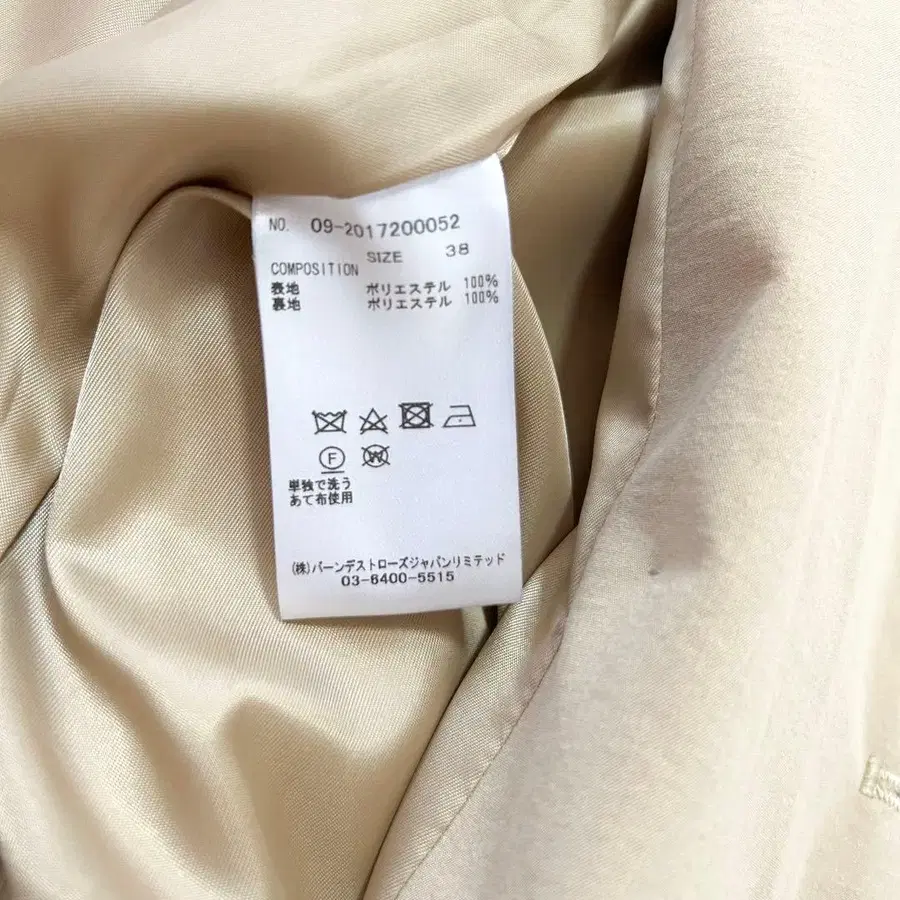 NO. 09-2017200052
SIZE 38
COMPOSITION
表地 ポリエステル 100%
裏地 ポリエステル 100%
F W
単独で洗う
あて布使用
(株)バーンデストローズジャパンリミテッド
03-6400-5515